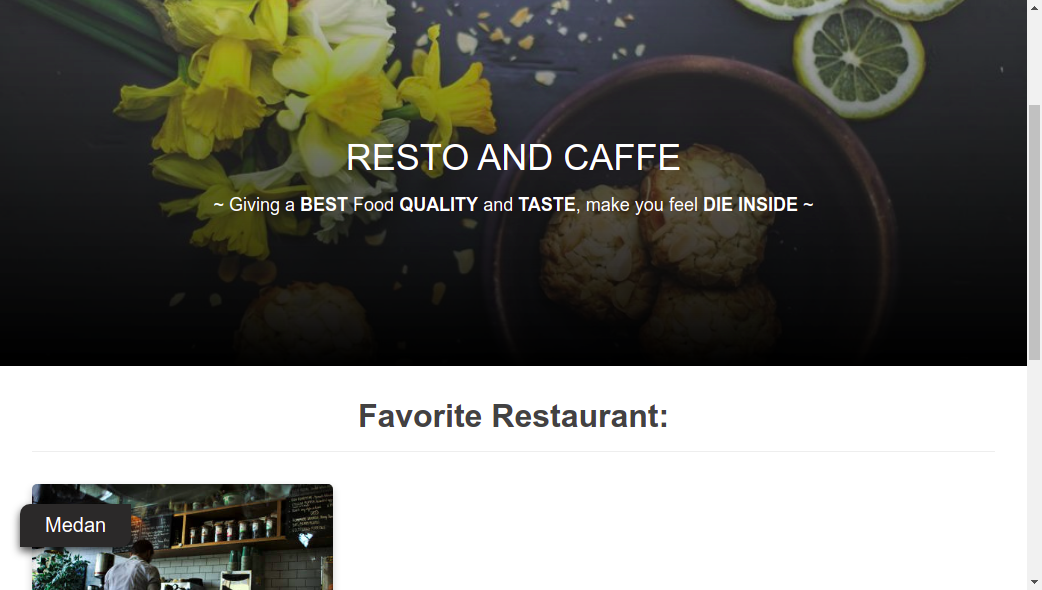 RESTO AND CAFFE
~ Giving a BEST Food QUALITY and TASTE, make you feel DIE INSIDE ~
Favorite Restaurant:
Medan